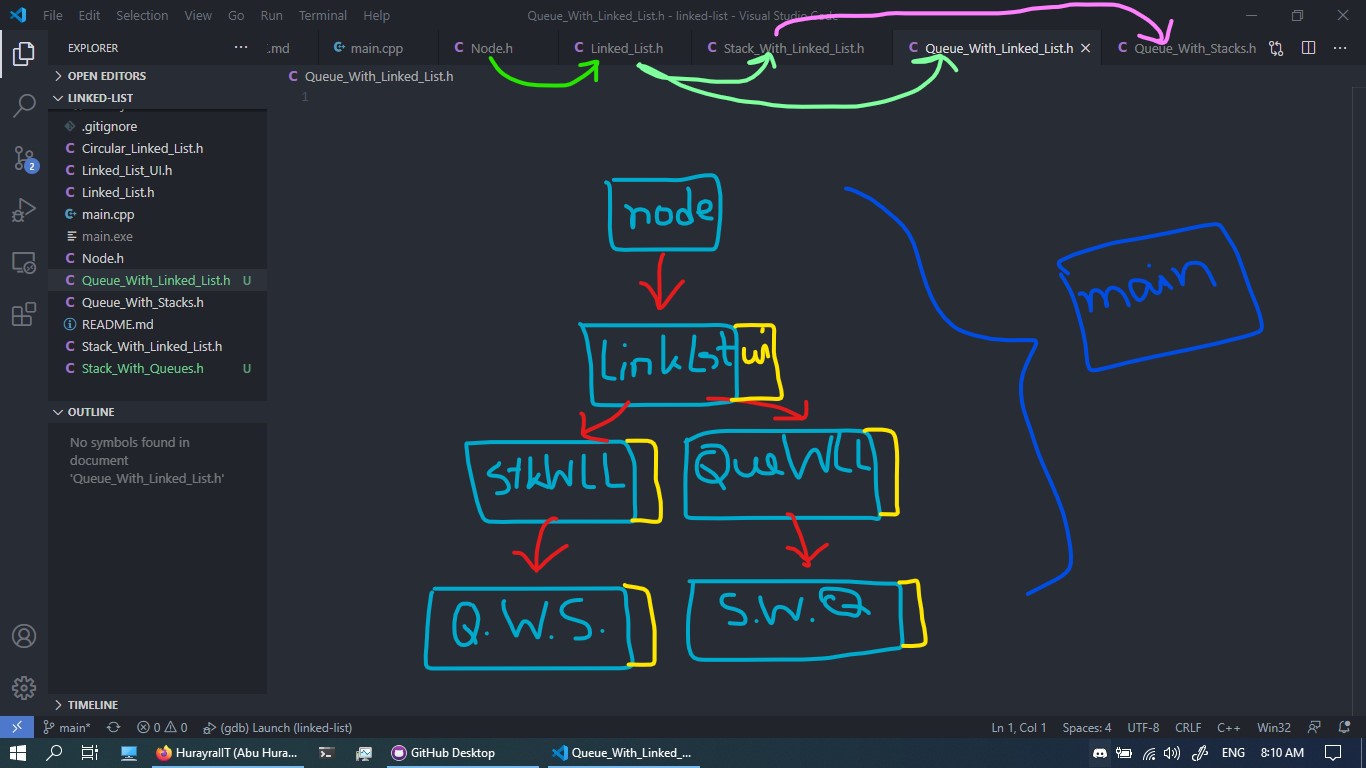 File Edit Selection View Go Run Terminal Help
Queue_With_Linked_List.h - linked-list - Visual Studio Code
EXPLORER
.md
main.cpp
Node.h
Linked_List.h
Stack_With_Linked_List.h
Queue_With_Linked_List.h
Queue_With_Stacks.h
OPEN EDITORS
Queue_With_Linked_List.h
LINKED-LIST
1
.gitignore
Circular_Linked_List.h
Linked_List_UI.h
Linked_List.h
main.cpp
main.exe
Node.h
Queue_With_Linked_List.h U
Queue_With_Stacks.h
README.md
Stack_With_Linked_List.h
Stack_With_Queues.h U
2
OUTLINE
No symbols found in
document
'Queue_With_Linked_List.h'
TIMELINE
node
main
LinkLst ui
StkWLL
QueWLL
Q.W.S.
S.W.Q
main* 0 0 (gdb) Launch (linked-list)
Ln 1, Col 1 Spaces: 4 UTF-8 CRLF C++ Win32
HurayraIIT (Abu Hura...
GitHub Desktop
Queue_With_Linked_...
ENG 8:10 AM